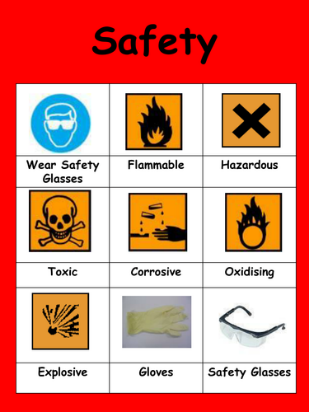 Safety
Wear Safety
Glasses
Flammable
Hazardous
Toxic
Corrosive
Oxidising
Explosive
Gloves
Safety Glasses